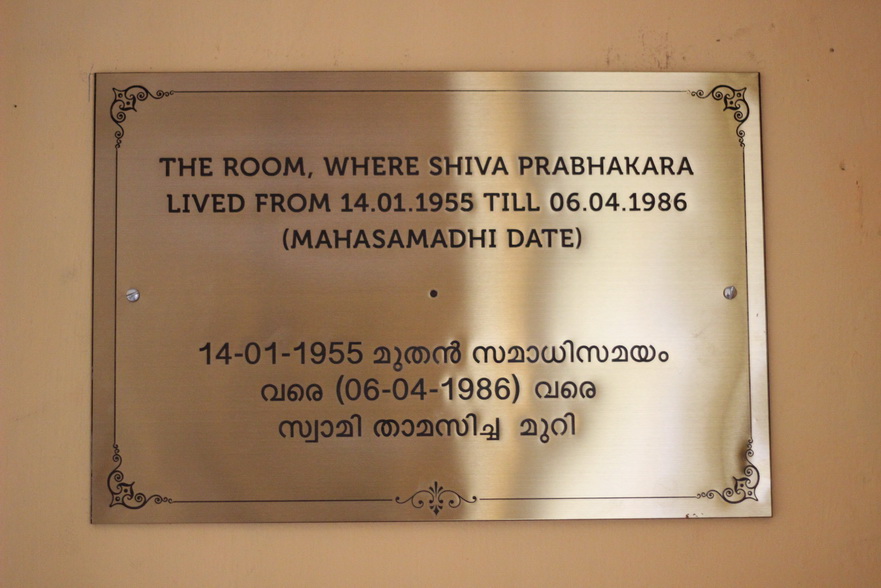 THE ROOM, WHERE SHIVA PRABHAKARA
LIVED FROM 14.01.1955 TILL 06.04.1986
(MAHASAMADHI DATE)
14-01-1955 മുതൻ സമാധിസമയം
വരെ (06-04-1986) വരെ
സ്വാമി താമസിച്ച മുറി